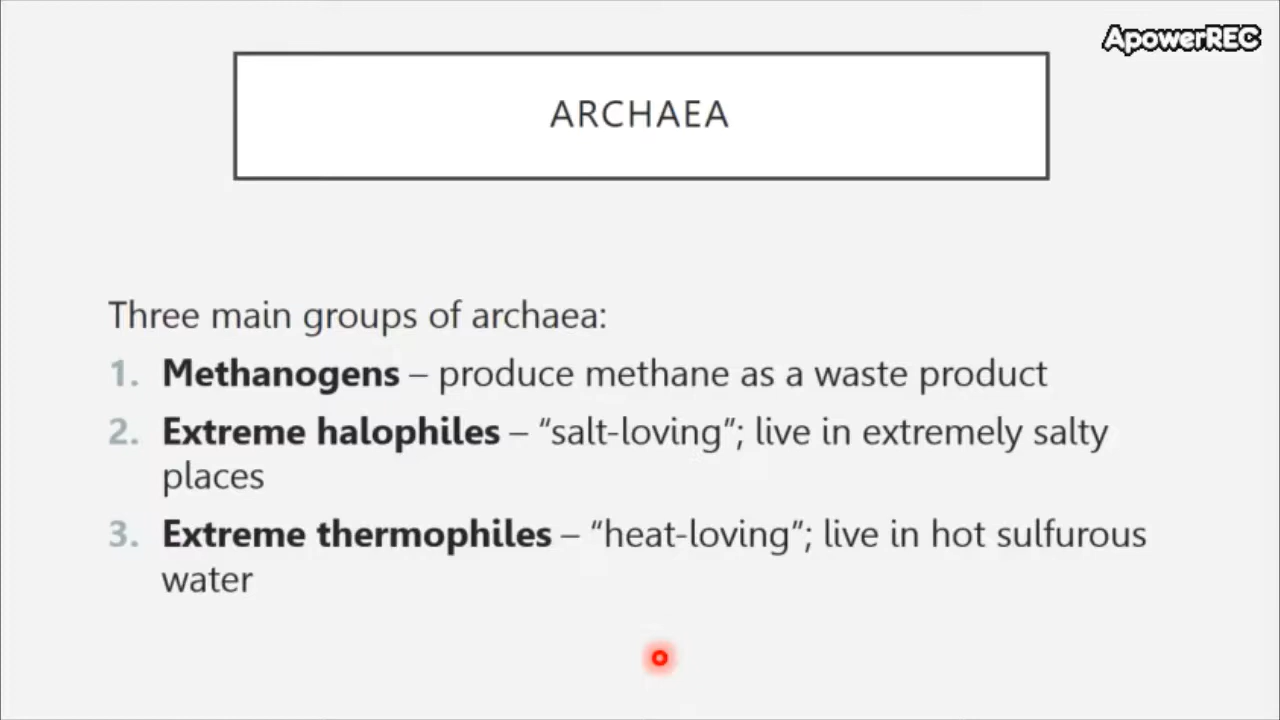 ApowerREC
ARCHAEA
Three main groups of archaea:
1. Methanogens – produce methane as a waste product
2. Extreme halophiles – “salt-loving”; live in extremely salty
places
3. Extreme thermophiles – “heat-loving”; live in hot sulfurous
water